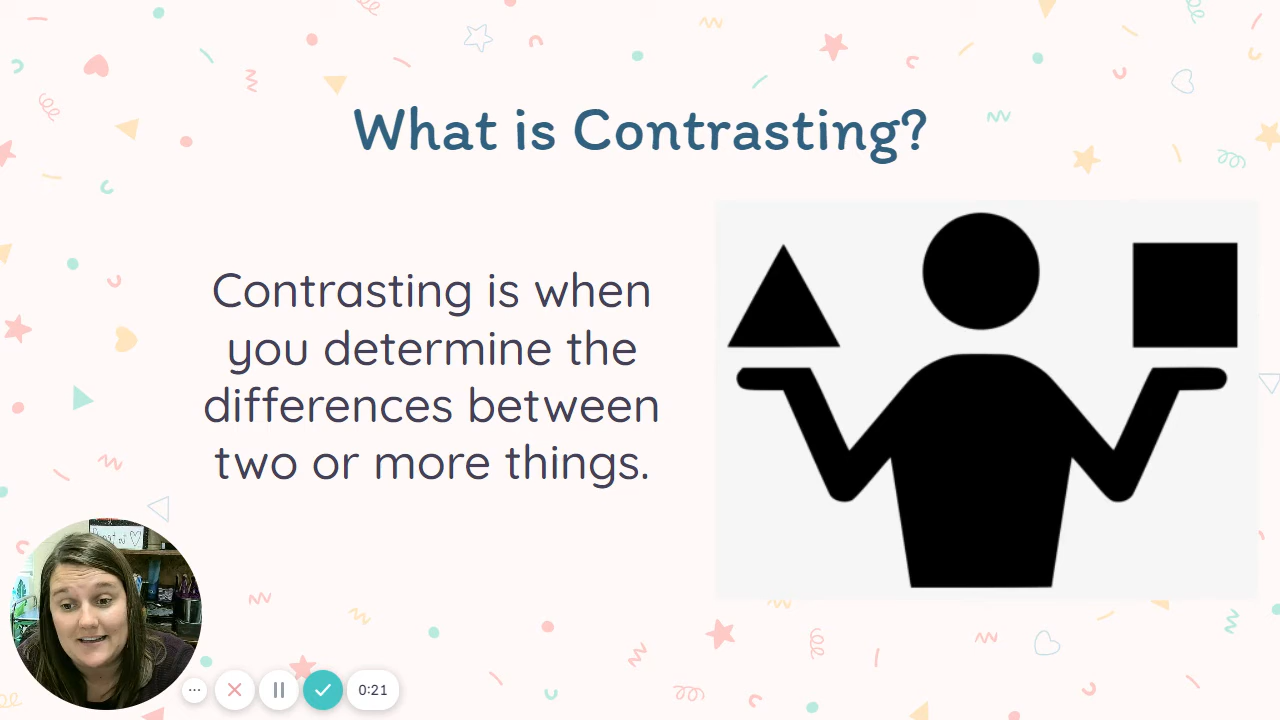 What is Contrasting?
Contrasting is when
you determine the
differences between
two or more things.
0:21